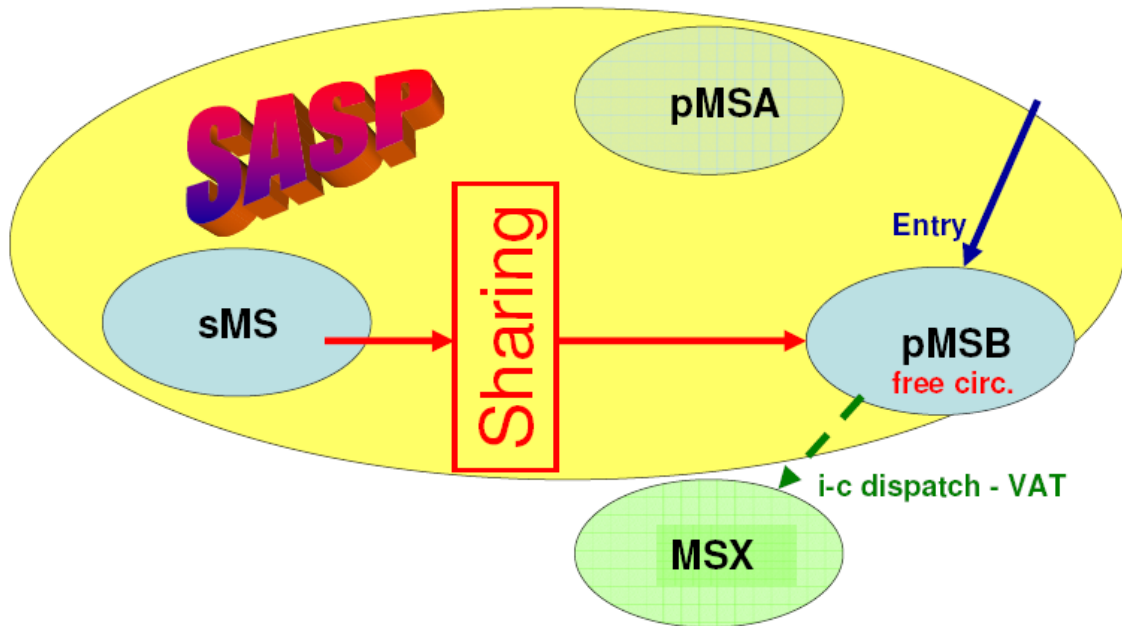 SASP
pMSA
Entry
sMS
Sharing
pMSB
free circ.
i-c dispatch - VAT
MSX